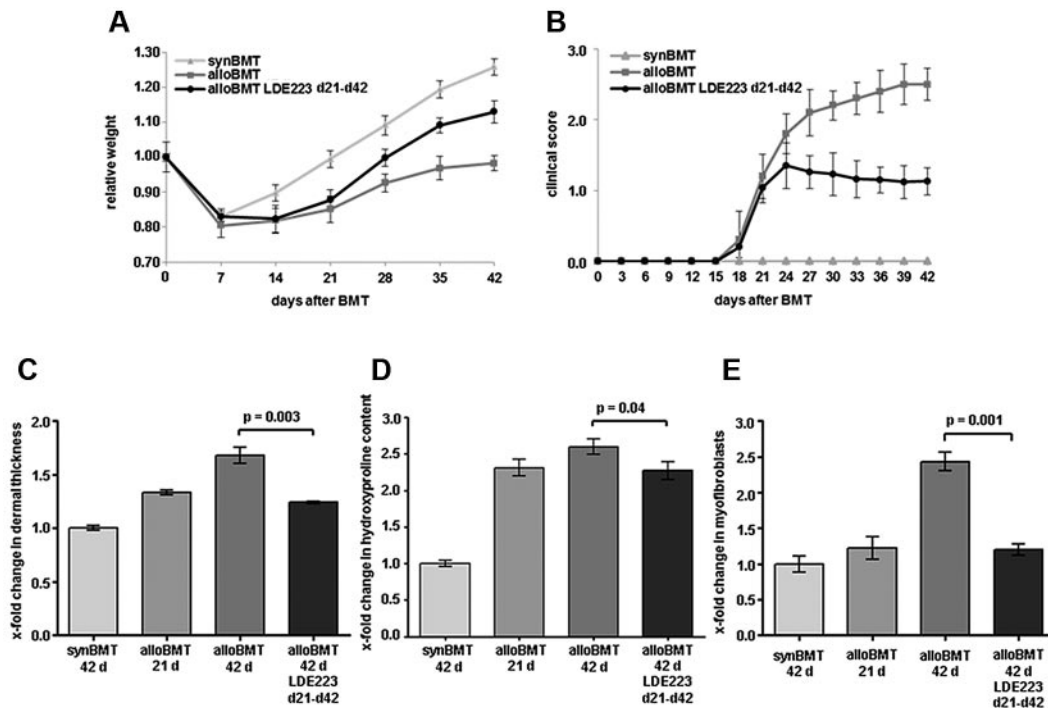 A
1.30
1.20
1.10
1.00
0.90
0.80
0.70
relative weight
synBMT
alloBMT
alloBMT LDE223 d21-d42
0
7
14
21
28
35
42
days after BMT
B
3.0
2.0
1.0
0.0
clinical score
synBMT
alloBMT
alloBMT LDE223 d21-d42
0
3
6
9
12
15
18
21
24
27
30
33
36
39
42
days after BMT
C
x-fold change in dermal thickness
2.0
1.5
1.0
0.5
0.0
p = 0.003
synBMT
42 d
alloBMT
21 d
alloBMT
42 d
alloBMT
42 d
LDE223
d21-d42
D
x-fold change in hydroxyproline content
3.0
2.5
2.0
1.5
1.0
0.5
0.0
p = 0.04
synBMT
42 d
alloBMT
21 d
alloBMT
42 d
alloBMT
42 d
LDE223
d21-d42
E
x-fold change in myofibroblasts
3.0
2.5
2.0
1.5
1.0
0.5
0.0
p = 0.001
synBMT
42 d
alloBMT
21 d
alloBMT
42 d
alloBMT
42 d
LDE223
d21-d42